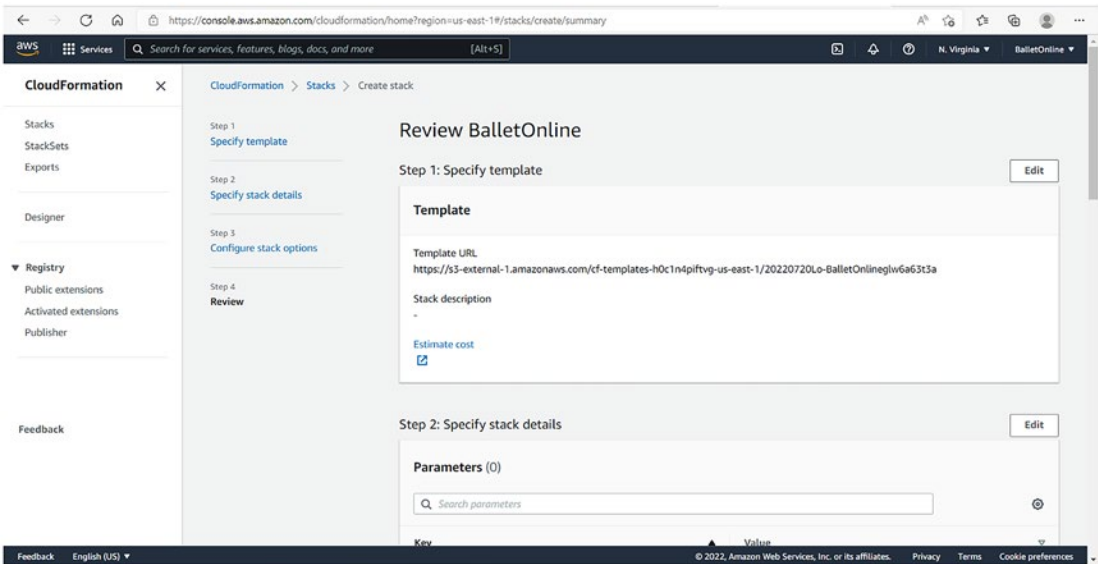 https://console.aws.amazon.com/cloudformation/home?region=us-east-1#/stacks/create/summary
aws Services Search for services, features, blogs, docs, and more [Alt+S] N. Virginia BalletOnline
CloudFormation
Stacks
StackSets
Exports
Designer
Registry
Public extensions
Activated extensions
Publisher
Feedback
CloudFormation > Stacks > Create stack
Step 1
Specify template
Step 2
Specify stack details
Step 3
Configure stack options
Step 4
Review
Review BalletOnline
Step 1: Specify template Edit
Template
Template URL
https://s3-external-1.amazonaws.com/cf-templates-h0c1n4piftvg-us-east-1/20220720Lo-BalletOnlineglw6a63t3a
Stack description
-
Estimate cost
Step 2: Specify stack details Edit
Parameters (0)
Search parameters
Key Value
Feedback English (US) © 2022, Amazon Web Services, Inc. or its affiliates. Privacy Terms Cookie preferences